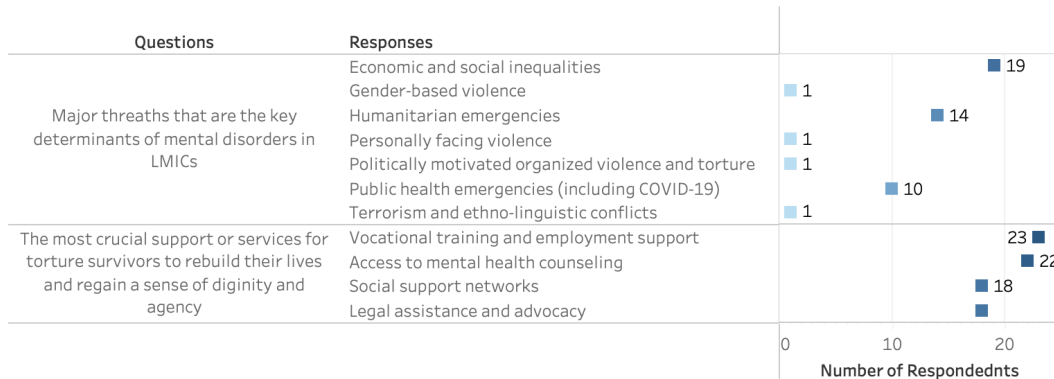 Questions Responses
Economic and social inequalities 19
Gender-based violence 1
Major threaths that are the key Humanitarian emergencies 14
determinants of mental disorders in Personally facing violence 1
LMICs Politically motivated organized violence and torture 1
Public health emergencies (including COVID-19) 10
Terrorism and ethno-linguistic conflicts 1
The most crucial support or services for Vocational training and employment support 23
torture survivors to rebuild their lives Access to mental health counseling 22
and regain a sense of diginity and Social support networks 18
agency Legal assistance and advocacy
0 10 20
Number of Respondednts